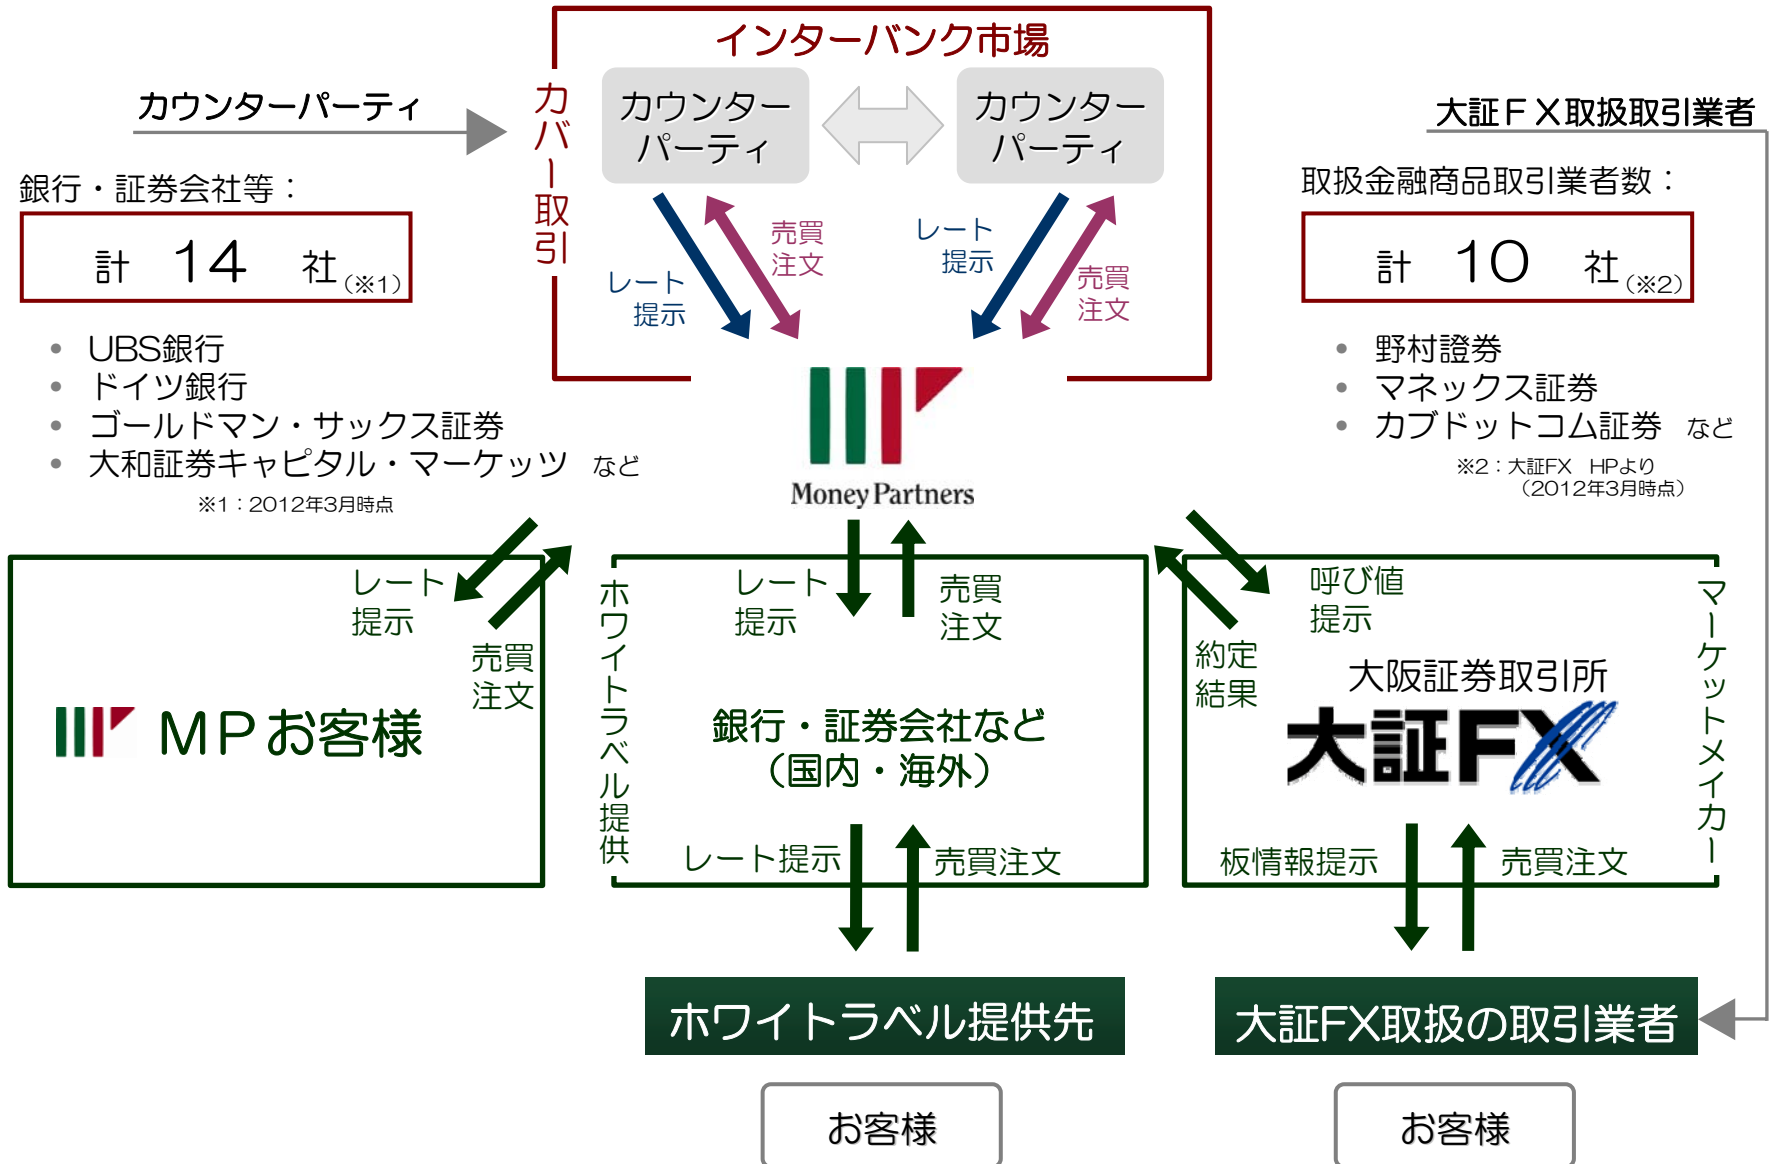 インターバンク市場
カバー取引
カウンター
パーティ
カウンター
パーティ
レート
提示
売買
注文
レート
提示
売買
注文
カウンターパーティ
銀行・証券会社等：
計 14 社（※1）
• UBS銀行
• ドイツ銀行
• ゴールドマン・サックス証券
• 大和証券キャピタル・マーケッツ など
※1：2012年3月時点
大証ＦＸ取扱取引業者
取扱金融商品取引業者数：
計 10 社（※2）
• 野村證券
• マネックス証券
• カブドットコム証券 など
※2：大証FX HPより
（2012年3月時点）
Money Partners
レート
提示
売買
注文
ＭＰお客様
ホワイトラベル提供
レート
提示
売買
注文
銀行・証券会社など
（国内・海外）
レート提示
売買注文
マーケットメイカー
呼び値
提示
約定
結果
大阪証券取引所
大証FX
板情報提示
売買注文
ホワイトラベル提供先
大証FX取扱の取引業者
お客様
お客様